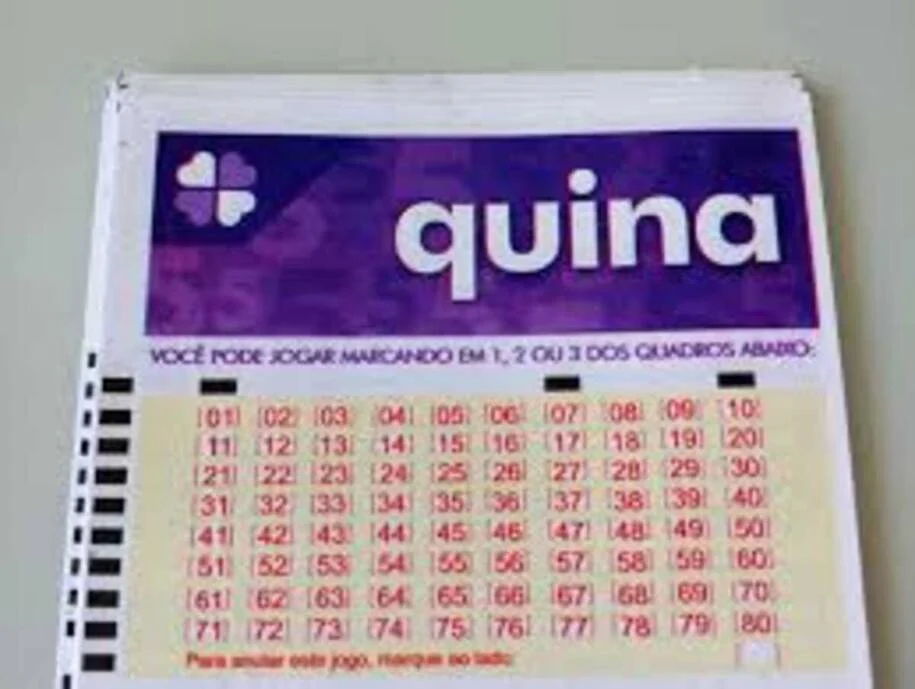 quina
VOCÊ PODE JOGAR MARCANDO EM 1, 2 OU 3 DOS QUADROS ABAIXO:
[01] [02] [03] [04] [05] [06] [07] [08] [09] [10]
[11] [12] [13] [14] [15] [16] [17] [18] [19] [20]
[21] [22] [23] [24] [25] [26] [27] [28] [29] [30]
[31] [32] [33] [34] [35] [36] [37] [38] [39] [40]
[41] [42] [43] [44] [45] [46] [47] [48] [49] [50]
[51] [52] [53] [54] [55] [56] [57] [58] [59] [60]
[61] [62] [63] [64] [65] [66] [67] [68] [69] [70]
[71] [72] [73] [74] [75] [76] [77] [78] [79] [80]
Para anular este jogo, marque ao lado: